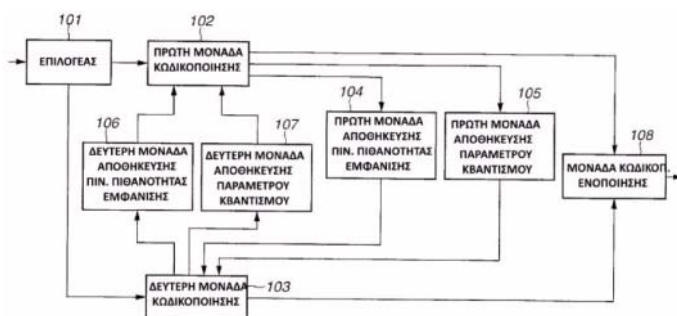 101
ΕΠΙΛΟΓΕΑΣ
102
ΠΡΩΤΗ ΜΟΝΑΔΑ
ΚΩΔΙΚΟΠΟΙΗΣΗΣ
106
ΔΕΥΤΕΡΗ ΜΟΝΑΔΑ
ΑΠΟΘΗΚΕΥΣΗΣ
ΠΙΝ. ΠΙΘΑΝΟΤΗΤΑΣ
ΕΜΦΑΝΙΣΗΣ
107
ΔΕΥΤΕΡΗ ΜΟΝΑΔΑ
ΑΠΟΘΗΚΕΥΣΗΣ
ΠΑΡΑΜΕΤΡΟΥ
ΚΒΑΝΤΙΣΜΟΥ
104
ΠΡΩΤΗ ΜΟΝΑΔΑ
ΑΠΟΘΗΚΕΥΣΗΣ
ΠΙΝ. ΠΙΘΑΝΟΤΗΤΑΣ
ΕΜΦΑΝΙΣΗΣ
105
ΠΡΩΤΗ ΜΟΝΑΔΑ
ΑΠΟΘΗΚΕΥΣΗΣ
ΠΑΡΑΜΕΤΡΟΥ
ΚΒΑΝΤΙΣΜΟΥ
108
ΜΟΝΑΔΑ ΚΩΔΙΚΟΠ.
ΕΝΟΠΟΙΗΣΗΣ
ΔΕΥΤΕΡΗ ΜΟΝΑΔΑ
ΚΩΔΙΚΟΠΟΙΗΣΗΣ
103